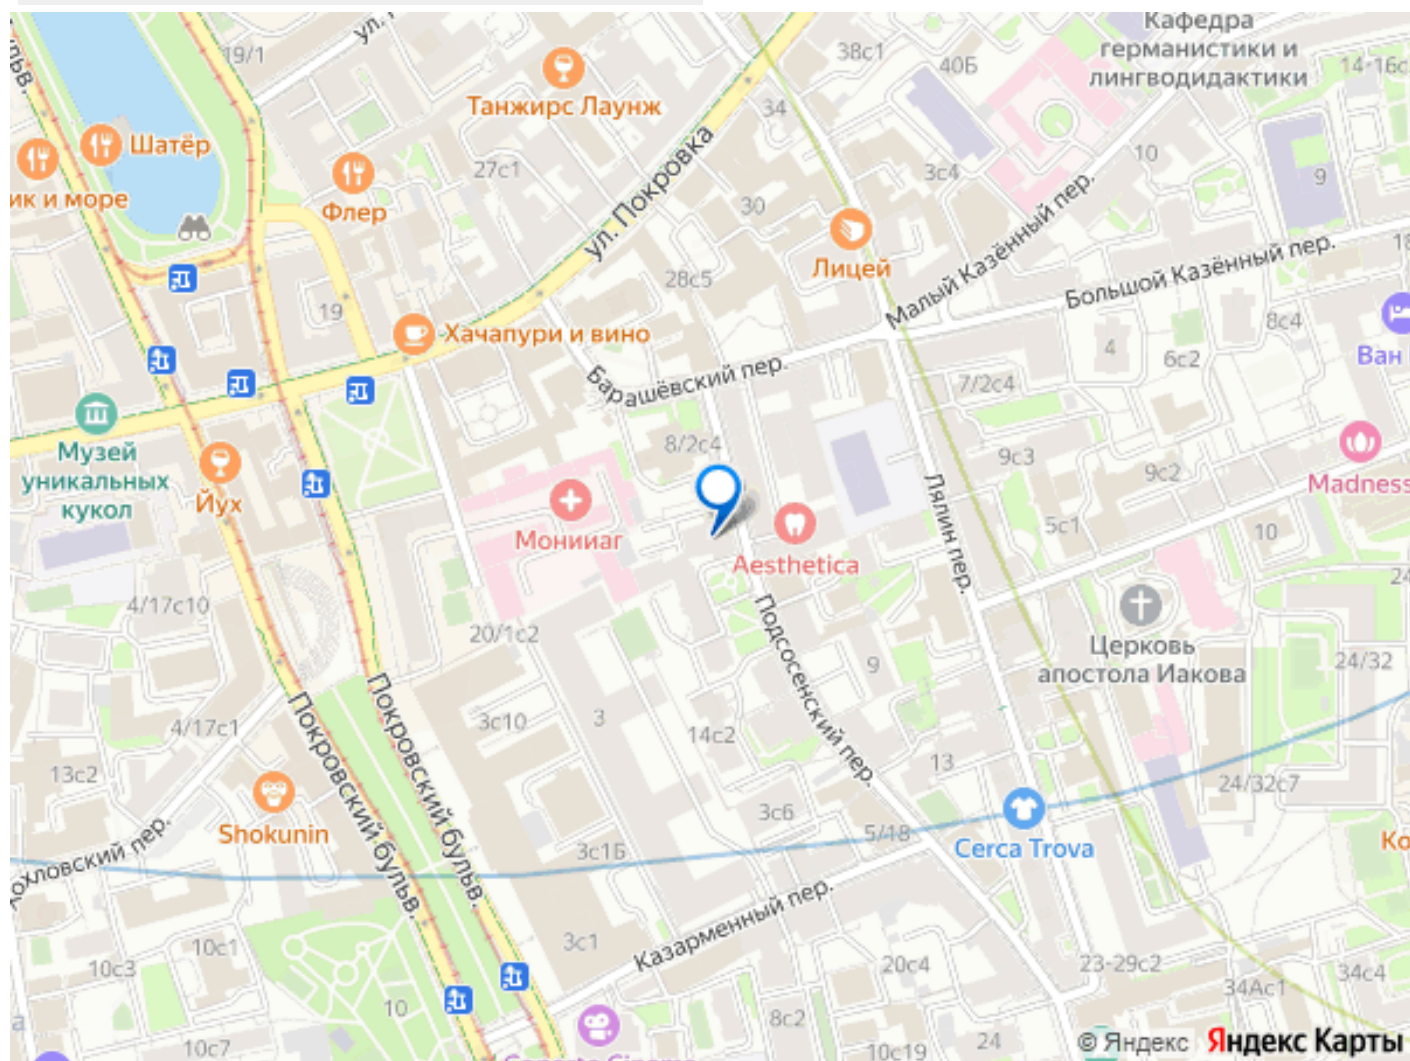 Кафедра
германистики и
лингводидактики
19/1
ул.
38с1
40Б
14-16с
Танжирс Лаунж
34
Шатёр
27с1
ул. Покровка
3с4
10
9
ик и море
Флер
30
Лицей
Малый Казённый пер.
Большой Казённый пер.
18
28с5
19
Хачапури и вино
8с4
4
6с2
Ван
Барашёвский пер.
7/2с4
Музей
уникальных
кукол
Йух
8/2с4
9с3
9с2
Madness
Мониииаг
Aesthetica
Лялин пер.
5с1
10
24
4/17с10
20/1с2
Подсосенский пер.
9
Церковь
апостола Иакова
24/32
Покровский бульв.
Покровский бульв.
4/17с1
3с10
3
14с2
13
13с2
24/32с7
Shokunin
3с6
5/18
Cerca Trova
Ко
3с1Б
Казарменный пер.
10с1
3с1
10с3
20с4
23-29с2
34с4
34Ас1
10
8с2
24
10с7
10с19
© Яндекс Яндекс Карты